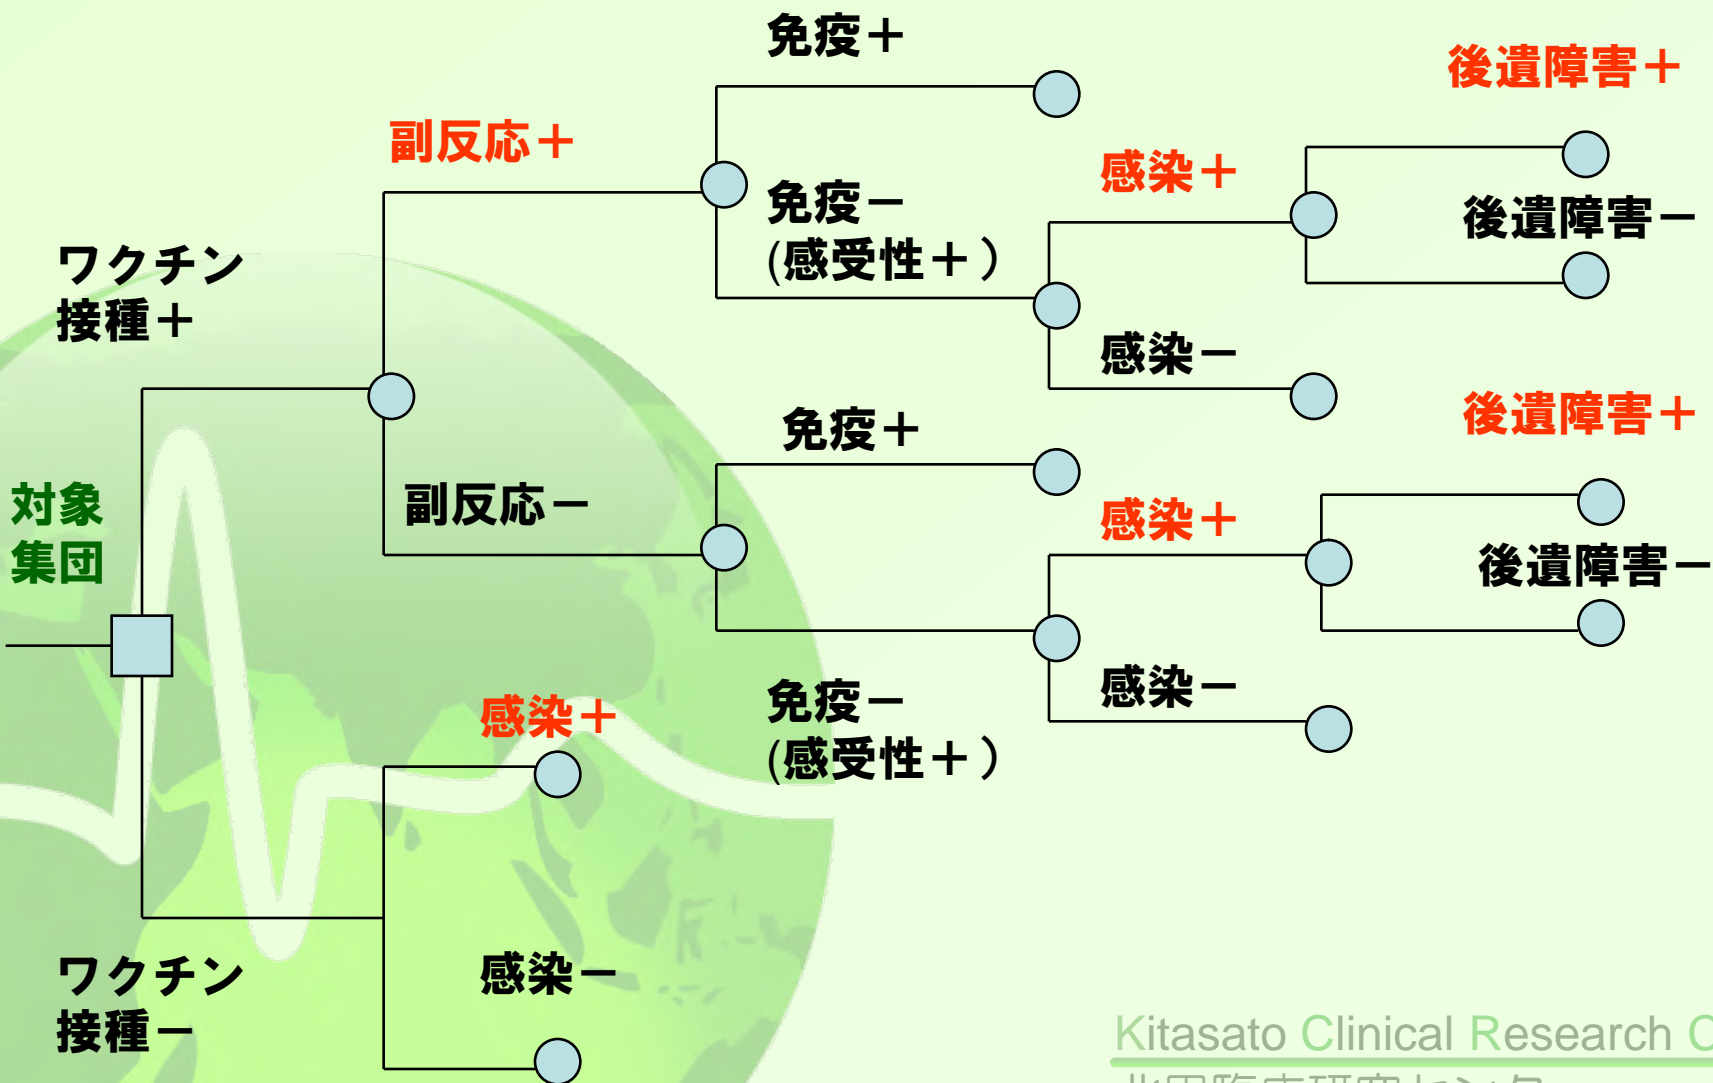 免疫＋
後遺障害＋
副反応＋
感染＋
免疫－
(感受性＋）
後遺障害－
ワクチン
接種＋
感染－
後遺障害＋
免疫＋
対象
集団
副反応－
感染＋
後遺障害－
免疫－
(感受性＋）
感染－
感染＋
感染－
ワクチン
接種－
Kitasato Clinical Research C